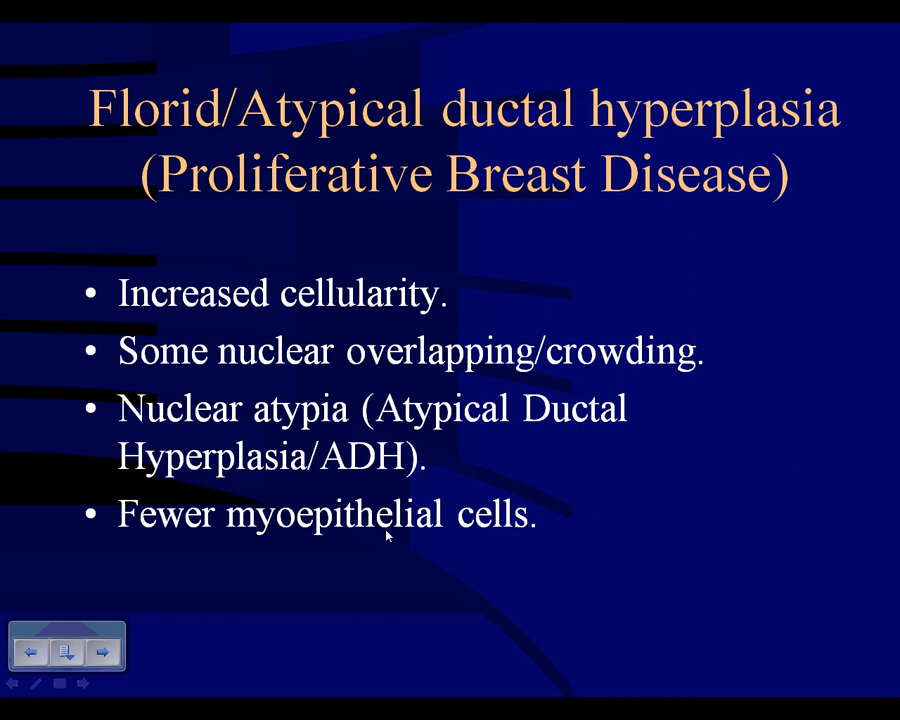 Florid/Atypical ductal hyperplasia
(Proliferative Breast Disease)
• Increased cellularity.
• Some nuclear overlapping/crowding.
• Nuclear atypia (Atypical Ductal
Hyperplasia/ADH).
• Fewer myoepithelial cells.